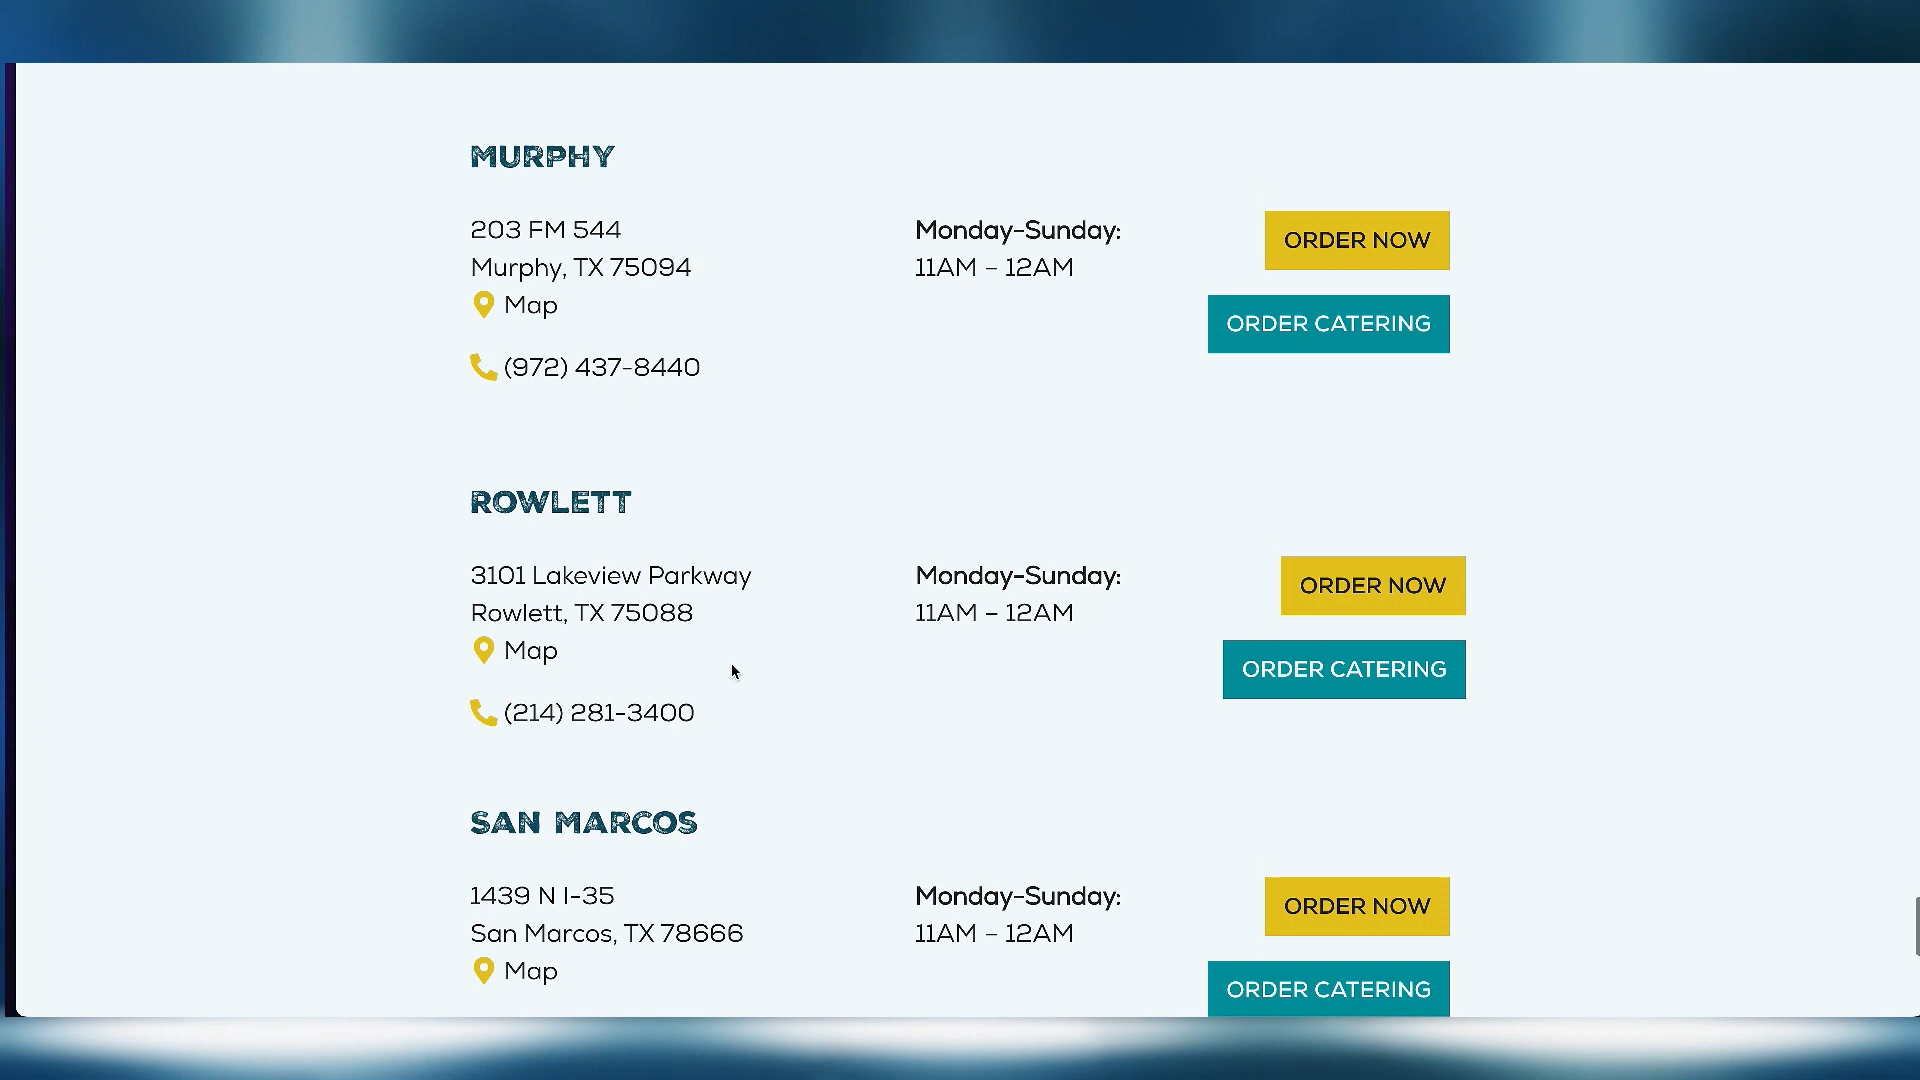 MURPHY
203 FM 544
Murphy, TX 75094
Map
(972) 437-8440
Monday-Sunday:
11AM – 12AM
ORDER NOW
ORDER CATERING
ROWLETT
3101 Lakeview Parkway
Rowlett, TX 75088
Map
(214) 281-3400
Monday-Sunday:
11AM – 12AM
ORDER NOW
ORDER CATERING
SAN MARCOS
1439 N I-35
San Marcos, TX 78666
Map
Monday-Sunday:
11AM – 12AM
ORDER NOW
ORDER CATERING